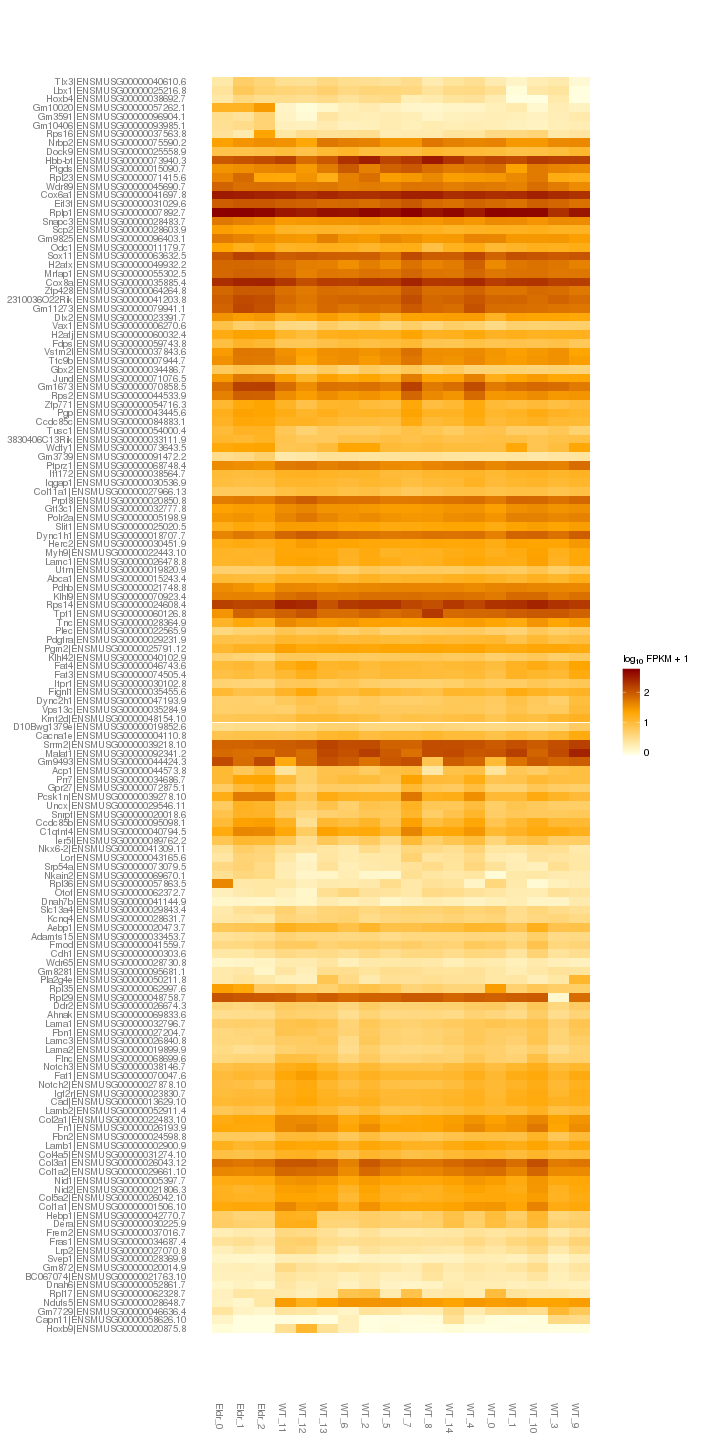 Tlx3|ENSMUSG00000040610.6
Lbx1|ENSMUSG00000025216.8
Hoxb4|ENSMUSG00000038692.7
Gm10020|ENSMUSG00000057262.1
Gm3591|ENSMUSG00000096904.1
Gm10406|ENSMUSG00000093985.1
Rps16|ENSMUSG00000037563.8
Nrbp2|ENSMUSG00000075590.2
Dock9|ENSMUSG00000025558.9
Hbb-bt|ENSMUSG00000073940.3
Ptgds|ENSMUSG00000015090.7
Rpl23|ENSMUSG00000071415.6
Wdr89|ENSMUSG00000045690.7
Cox6a1|ENSMUSG00000041697.8
Eif3f|ENSMUSG00000031029.6
Rplp1|ENSMUSG00000007892.7
Snapc3|ENSMUSG00000028483.7
Scp2|ENSMUSG00000028603.9
Gm9825|ENSMUSG00000096403.1
Odc1|ENSMUSG00000011179.7
Sox11|ENSMUSG00000063632.5
H2afx|ENSMUSG00000049932.2
Mrfap1|ENSMUSG00000055302.5
Cox8a|ENSMUSG00000035885.4
Zfp428|ENSMUSG00000064264.8
2310036O22Rik|ENSMUSG00000041203.8
Gm11273|ENSMUSG00000079941.1
Dlx2|ENSMUSG00000023391.7
Vax1|ENSMUSG00000006270.6
H2afj|ENSMUSG00000060032.4
Fdps|ENSMUSG00000059743.8
Vstm2l|ENSMUSG00000037843.6
Ttc9b|ENSMUSG00000007944.7
Gbx2|ENSMUSG00000034486.7
Jund|ENSMUSG00000071076.5
Gm1673|ENSMUSG00000070858.5
Rps2|ENSMUSG00000044533.9
Zfp771|ENSMUSG00000054716.3
Pgp|ENSMUSG00000043445.6
Ccdc85c|ENSMUSG00000084883.1
Tusc1|ENSMUSG00000054000.4
3830406C13Rik|ENSMUSG00000033111.9
Wdfy1|ENSMUSG00000073643.5
Gm3739|ENSMUSG00000091472.2
Ptprz1|ENSMUSG00000068748.4
Ift172|ENSMUSG00000038564.7
Iqgap1|ENSMUSG00000030536.9
Col11a1|ENSMUSG00000027966.13
Prpf8|ENSMUSG00000020850.8
Gtf3c1|ENSMUSG00000032777.8
Polr2a|ENSMUSG00000005198.9
Slit1|ENSMUSG00000025020.5
Dync1h1|ENSMUSG00000018707.7
Herc2|ENSMUSG00000030451.9
Myh9|ENSMUSG00000022443.10
Lamc1|ENSMUSG00000026478.8
Utrn|ENSMUSG00000019820.9
Abca1|ENSMUSG00000015243.4
Pdhb|ENSMUSG00000021748.8
Klhl9|ENSMUSG00000070923.4
Rps14|ENSMUSG00000024608.4
Tpt1|ENSMUSG00000060126.8
Tnc|ENSMUSG00000028364.9
Plec|ENSMUSG00000022565.9
Pdgfra|ENSMUSG00000029231.9
Pgm2|ENSMUSG00000025791.12
Klhl42|ENSMUSG00000040102.9
Fat4|ENSMUSG00000046743.6
Fat3|ENSMUSG00000074505.4
Itpr1|ENSMUSG00000030102.8
Fignl1|ENSMUSG00000035455.6
Dync2h1|ENSMUSG00000047193.9
Vps13c|ENSMUSG00000035284.9
Kmt2d|ENSMUSG00000048154.10
D10Bwg1379e|ENSMUSG00000019852.6
Cacna1e|ENSMUSG00000004110.8
Srrm2|ENSMUSG00000039218.10
Malat1|ENSMUSG00000092341.2
Gm9493|ENSMUSG00000044424.3
Acp1|ENSMUSG00000044573.8
Prr7|ENSMUSG00000034686.7
Gpr27|ENSMUSG00000072875.1
Pcsk1n|ENSMUSG00000039278.10
Uncx|ENSMUSG00000029546.11
Snrpf|ENSMUSG00000020018.6
Ccdc85b|ENSMUSG00000095098.1
C1qtnf4|ENSMUSG00000040794.5
Ier5l|ENSMUSG00000089762.2
Nkx6-2|ENSMUSG00000041309.11
Lor|ENSMUSG00000043165.6
Srp54a|ENSMUSG00000073079.5
Nkain2|ENSMUSG00000069670.1
Rpl36|ENSMUSG00000057863.5
Otof|ENSMUSG00000062372.7
Dnah7b|ENSMUSG00000041144.9
Slc13a4|ENSMUSG00000029843.4
Kcnq4|ENSMUSG00000028631.7
Aebp1|ENSMUSG00000020473.7
Adamts15|ENSMUSG00000033453.7
Fmod|ENSMUSG00000041559.7
Cdh1|ENSMUSG00000000303.6
Wdr65|ENSMUSG00000028730.8
Gm8281|ENSMUSG00000095681.1
Pla2g4e|ENSMUSG00000050211.8
Rpl35|ENSMUSG00000062997.6
Rpl29|ENSMUSG00000048758.7
Ddr2|ENSMUSG00000026674.3
Ahnak|ENSMUSG00000069833.6
Lama1|ENSMUSG00000032796.7
Fbn1|ENSMUSG00000027204.7
Lamc3|ENSMUSG00000026840.8
Lama2|ENSMUSG00000019899.9
Flnc|ENSMUSG00000068699.6
Notch3|ENSMUSG00000038146.7
Fat1|ENSMUSG00000070047.6
Notch2|ENSMUSG00000027878.10
Igf2r|ENSMUSG00000023830.7
Cad|ENSMUSG00000013629.10
Lamb2|ENSMUSG00000052911.4
Col2a1|ENSMUSG00000022483.10
Fn1|ENSMUSG00000026193.9
Fbn2|ENSMUSG00000024598.8
Lamb1|ENSMUSG00000002900.9
Col4a5|ENSMUSG00000031274.10
Col3a1|ENSMUSG00000026043.12
Col1a2|ENSMUSG00000029661.10
Nid1|ENSMUSG00000005397.7
Nid2|ENSMUSG00000021806.3
Col5a2|ENSMUSG00000026042.10
Col1a1|ENSMUSG00000001506.10
Hebp1|ENSMUSG00000042770.7
Dera|ENSMUSG00000030225.9
Frem2|ENSMUSG00000037016.7
Fras1|ENSMUSG00000034687.4
Lrp2|ENSMUSG00000027070.8
Svep1|ENSMUSG00000028369.9
Gm872|ENSMUSG00000020014.9
BC067074|ENSMUSG00000021763.10
Dnah6|ENSMUSG00000052861.7
Rpl17|ENSMUSG00000062328.7
Ndufs5|ENSMUSG00000028648.7
Gm7729|ENSMUSG00000046636.4
Capn11|ENSMUSG00000058626.10
Hoxb9|ENSMUSG00000020875.8
log10 FPKM + 1
2
1
0
Eldr_0
Eldr_1
Eldr_2
WT_11
WT_12
WT_13
WT_6
WT_2
WT_5
WT_7
WT_8
WT_14
WT_4
WT_0
WT_1
WT_10
WT_3
WT_9